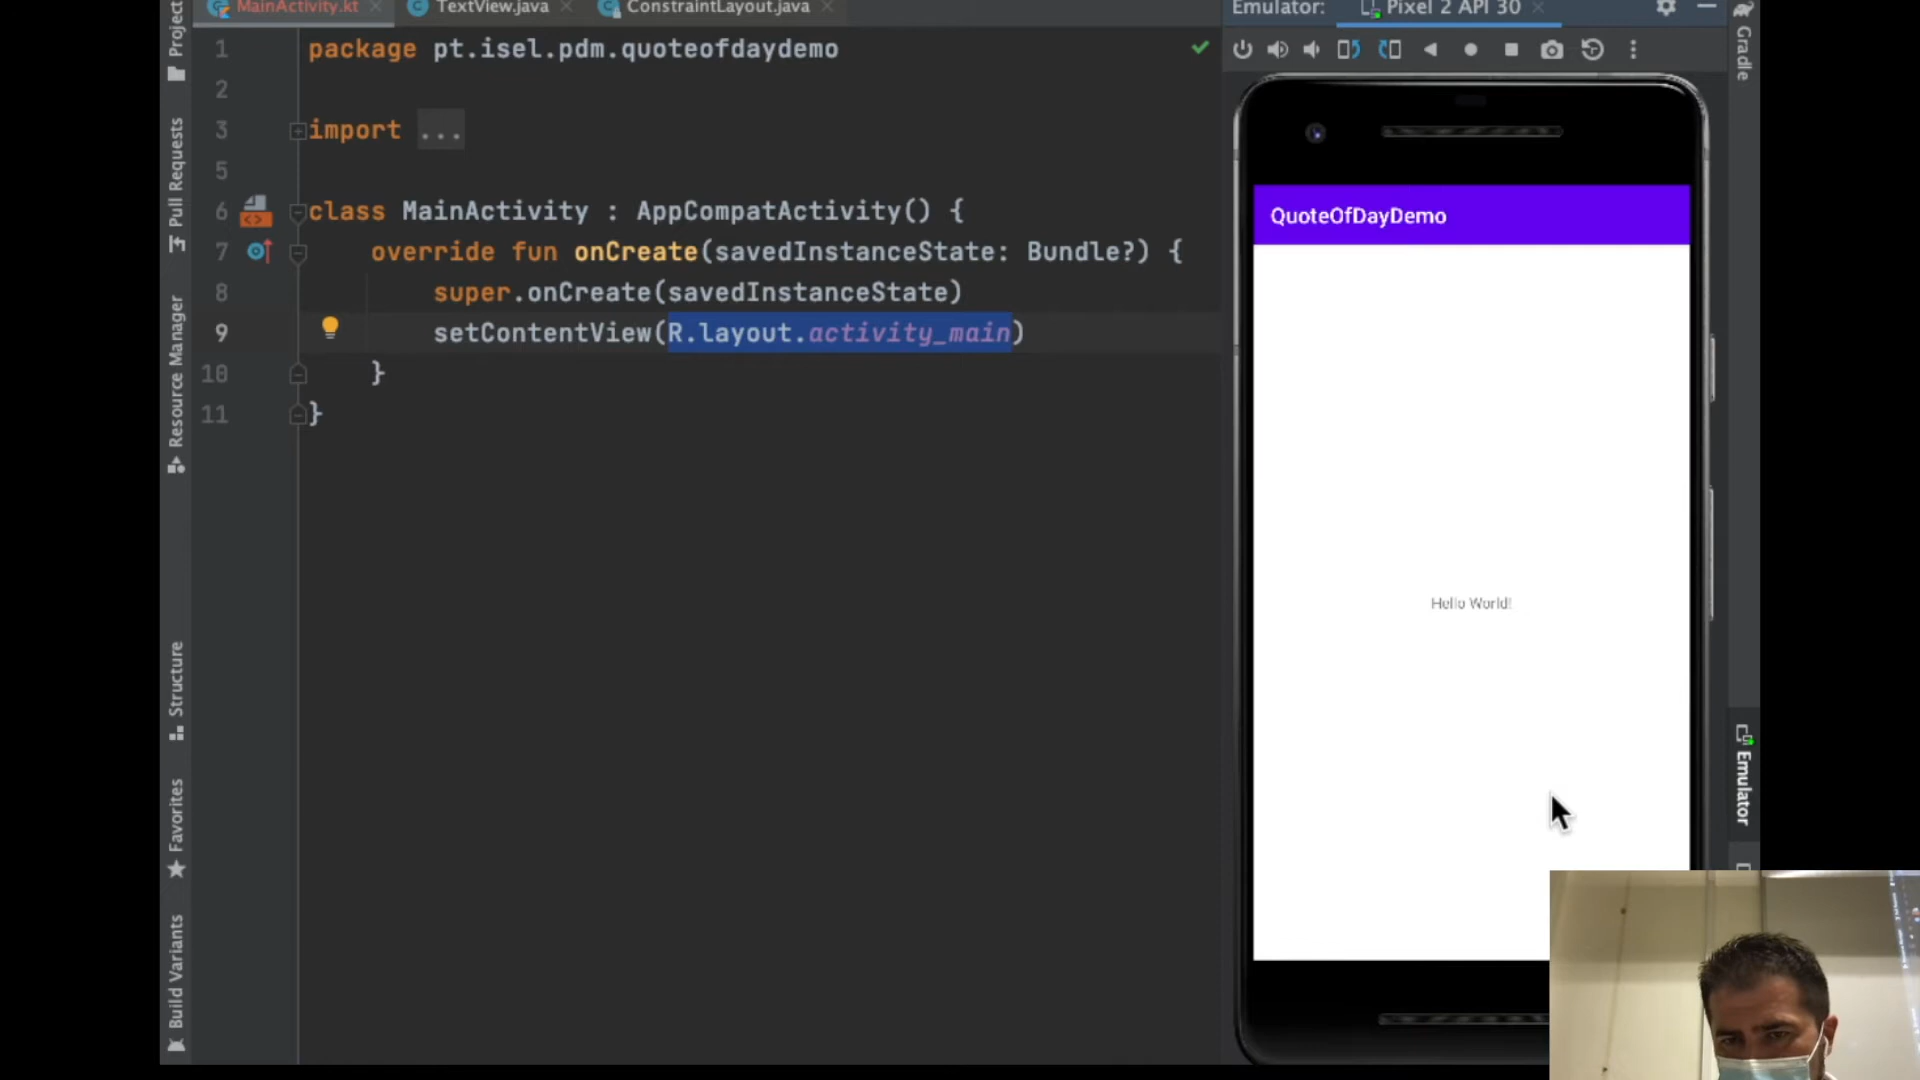 MainActivity.kt
TextView.java
ConstraintLayout.java
Emulator:
Pixel 2 API 30
Project
Pull Requests
Resource Manager
Structure
Favorites
Build Variants
1 package pt.isel.pdm.quoteofdaydemo
2
3 import ...
5
6 class MainActivity : AppCompatActivity() {
7 override fun onCreate(savedInstanceState: Bundle?) {
8 super.onCreate(savedInstanceState)
9 setContentView(R.layout.activity_main)
10 }
11 }
QuoteOfDayDemo
Hello World!
Gradle
Emulator